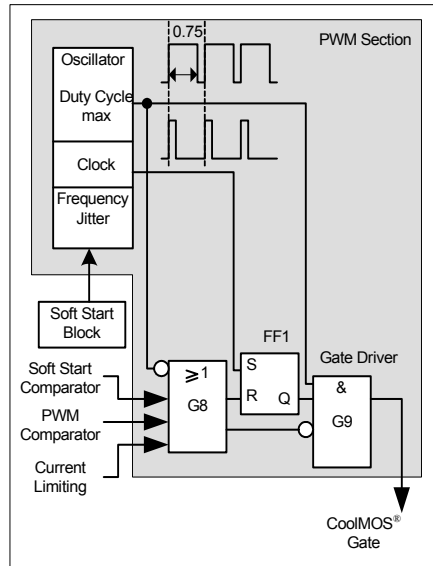 0.75
PWM Section
Oscillator
Duty Cycle
max
Clock
Frequency
Jitter
Soft Start
Block
FF1
Gate Driver
Soft Start
Comparator
PWM
Comparator
Current
Limiting
≥1
G8
S
R
Q
&
G9
CoolMOS®
Gate